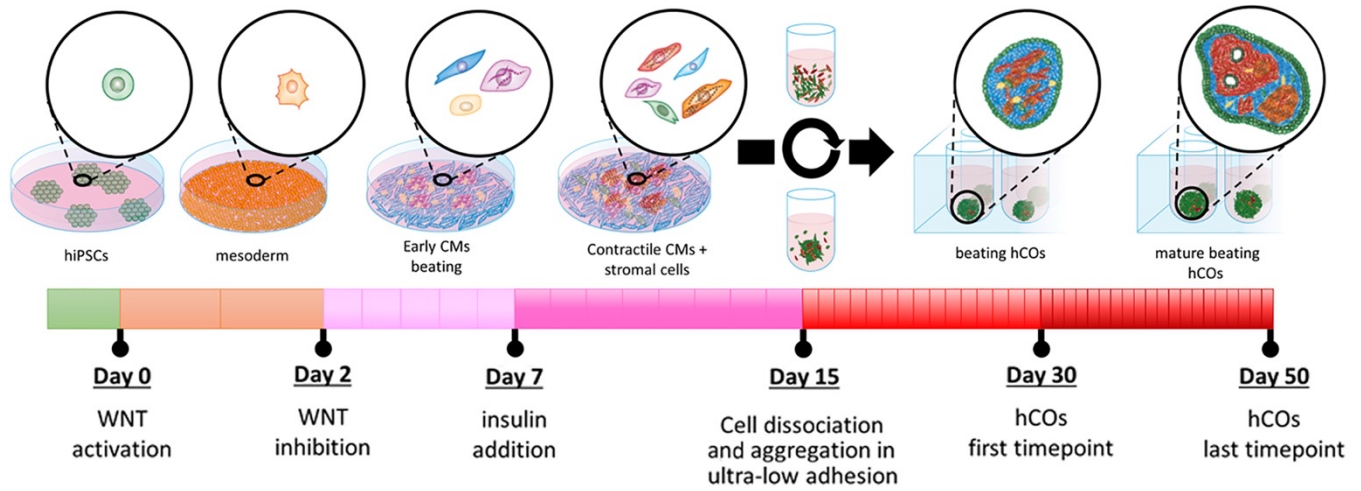 hiPSCs
mesoderm
Early CMs
beating
Contractile CMs +
stromal cells
beating hCOs
mature beating
hCOs
Day 0
WNT
activation
Day 2
WNT
inhibition
Day 7
insulin
addition
Day 15
Cell dissociation
and aggregation in
ultra-low adhesion
Day 30
hCOs
first timepoint
Day 50
hCOs
last timepoint